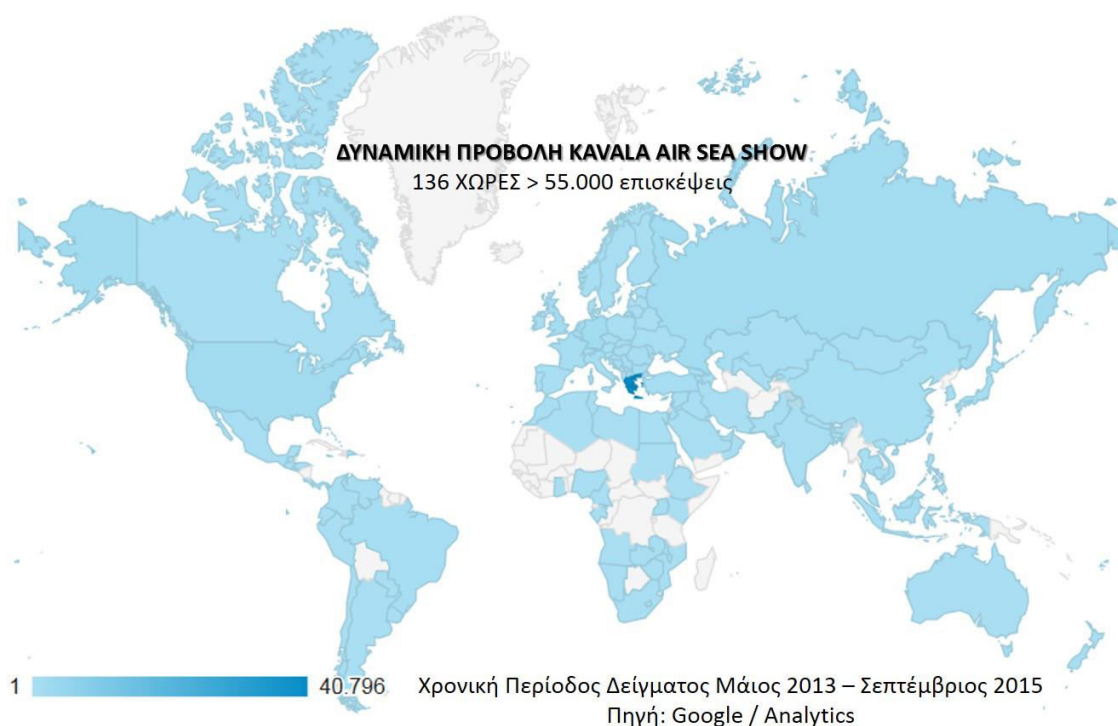 ΔΥΝΑΜΙΚΗ ΠΡΟΒΟΛΗ KAVALA AIR SEA SHOW
136 ΧΩΡΕΣ > 55.000 επισκέψεις
1 40.796
Χρονική Περίοδος Δείγματος Μάιος 2013 – Σεπτέμβριος 2015
Πηγή: Google / Analytics